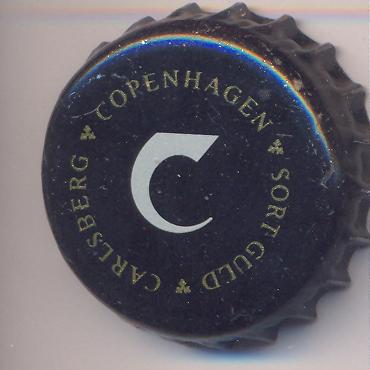 COPENHAGEN
SORT GULD
CARLSBERG
C